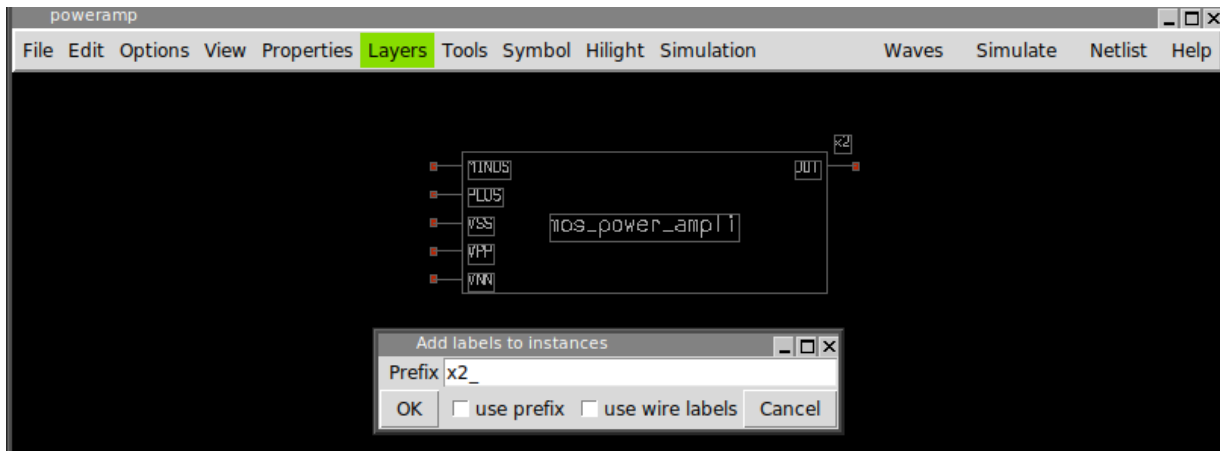 poweramp
File Edit Options View Properties Layers Tools Symbol Hilight Simulation Waves Simulate Netlist Help
x2
MINUS OUT
PLUS
VSS mos_power_ampli
VPP
VNN
Add labels to instances
Prefix x2_
OK use prefix use wire labels Cancel